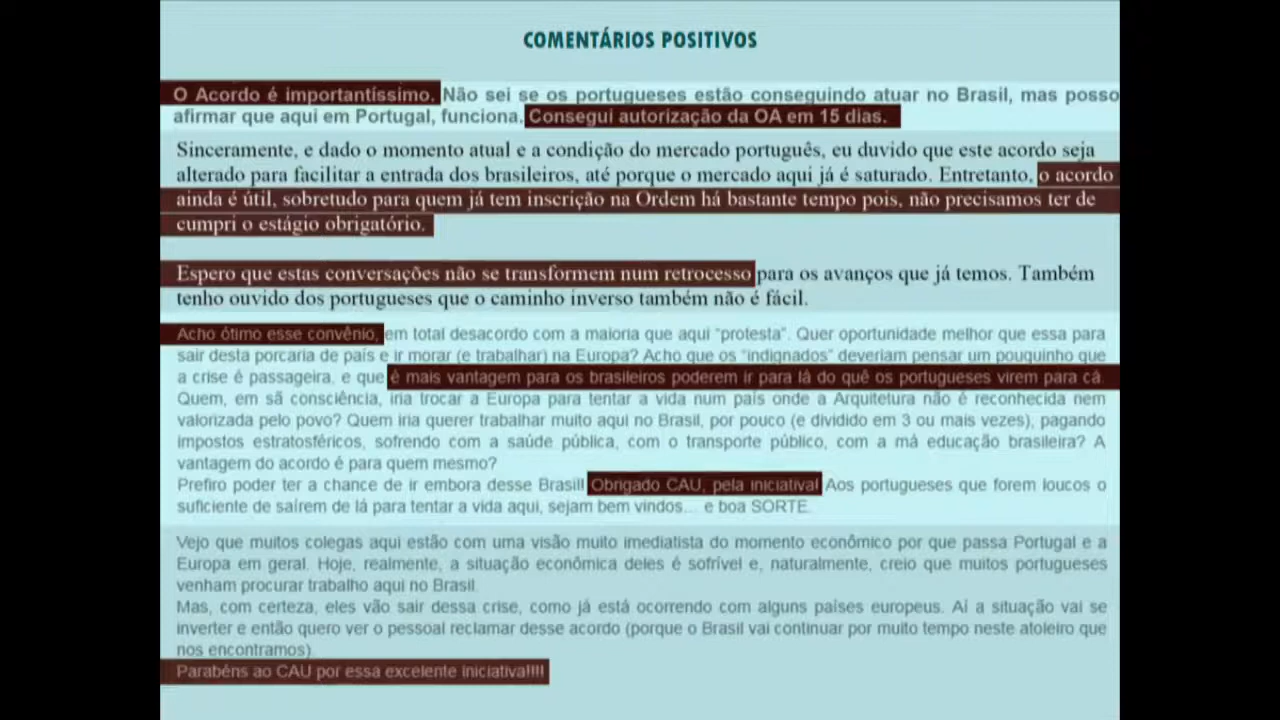 COMENTÁRIOS POSITIVOS
O Acordo é importantíssimo. Não sei se os portugueses estão conseguindo atuar no Brasil, mas posso
afirmar que aqui em Portugal, funciona. Consegui autorização da OA em 15 dias.
Sinceramente, e dado o momento atual e a condição do mercado português, eu duvido que este acordo seja
alterado para facilitar a entrada dos brasileiros, até porque o mercado aqui já é saturado. Entretanto, o acordo
ainda é útil, sobretudo para quem já tem inscrição na Ordem há bastante tempo pois, não precisamos ter de
cumpri o estágio obrigatório.
Espero que estas conversações não se transformem num retrocesso para os avanços que já temos. Também
tenho ouvido dos portugueses que o caminho inverso também não é fácil.
Acho ótimo esse convênio, em total desacordo com a maioria que aqui “protesta”. Quer oportunidade melhor que essa para
sair desta porcaria de país e ir morar (e trabalhar) na Europa? Acho que os “indignados” deveriam pensar um pouquinho que
a crise é passageira, e que é mais vantagem para os brasileiros poderem ir para lá do quê os portugueses virem para cá.
Quem, em sã consciência, iria trocar a Europa para tentar a vida num país onde a Arquitetura não é reconhecida nem
valorizada pelo povo? Quem iria querer trabalhar muito aqui no Brasil, por pouco (e dividido em 3 ou mais vezes), pagando
impostos estratosféricos, sofrendo com a saúde pública, com o transporte público, com a má educação brasileira? A
vantagem do acordo é para quem mesmo?
Prefiro poder ter a chance de ir embora desse Brasil! Obrigado CAU, pela iniciativa! Aos portugueses que forem loucos o
suficiente de saírem de lá para tentar a vida aqui, sejam bem vindos... e boa SORTE.
Vejo que muitos colegas aqui estão com uma visão muito imediatista do momento econômico por que passa Portugal e a
Europa em geral. Hoje, realmente, a situação econômica deles é sofrível e, naturalmente, creio que muitos portugueses
venham procurar trabalho aqui no Brasil.
Mas, com certeza, eles vão sair dessa crise, como já está ocorrendo com alguns países europeus. Aí a situação vai se
inverter e então quero ver o pessoal reclamar desse acordo (porque o Brasil vai continuar por muito tempo neste atoleiro que
nos encontramos).
Parabéns ao CAU por essa excelente iniciativa!!!!